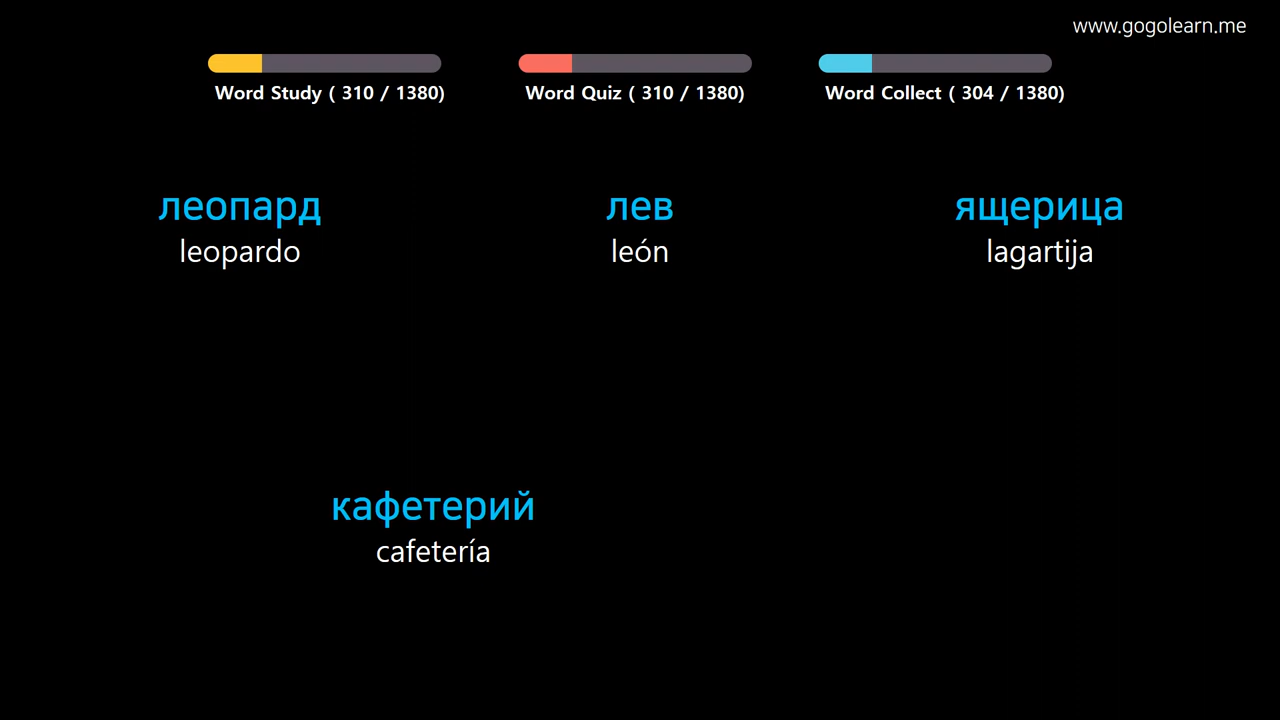 www.gogolearn.me
Word Study ( 310 / 1380)
Word Quiz ( 310 / 1380)
Word Collect ( 304 / 1380)
леопард
leopardo
лев
león
ящерица
lagartija
кафетерий
cafetería